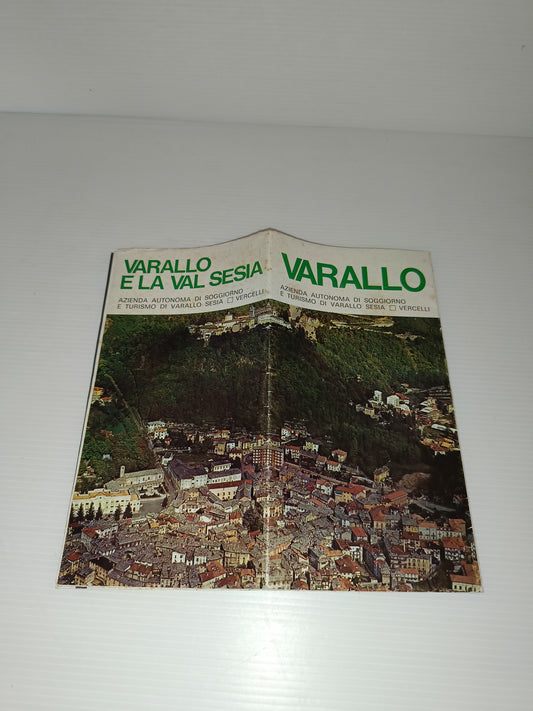 VARALLO
E LA VAL SESIA
AZIENDA AUTONOMA DI SOGGIORNO
E TURISMO DI VARALLO SESIA □ VERCELLI
VARALLO
AZIENDA AUTONOMA DI SOGGIORNO
E TURISMO DI VARALLO SESIA □ VERCELLI